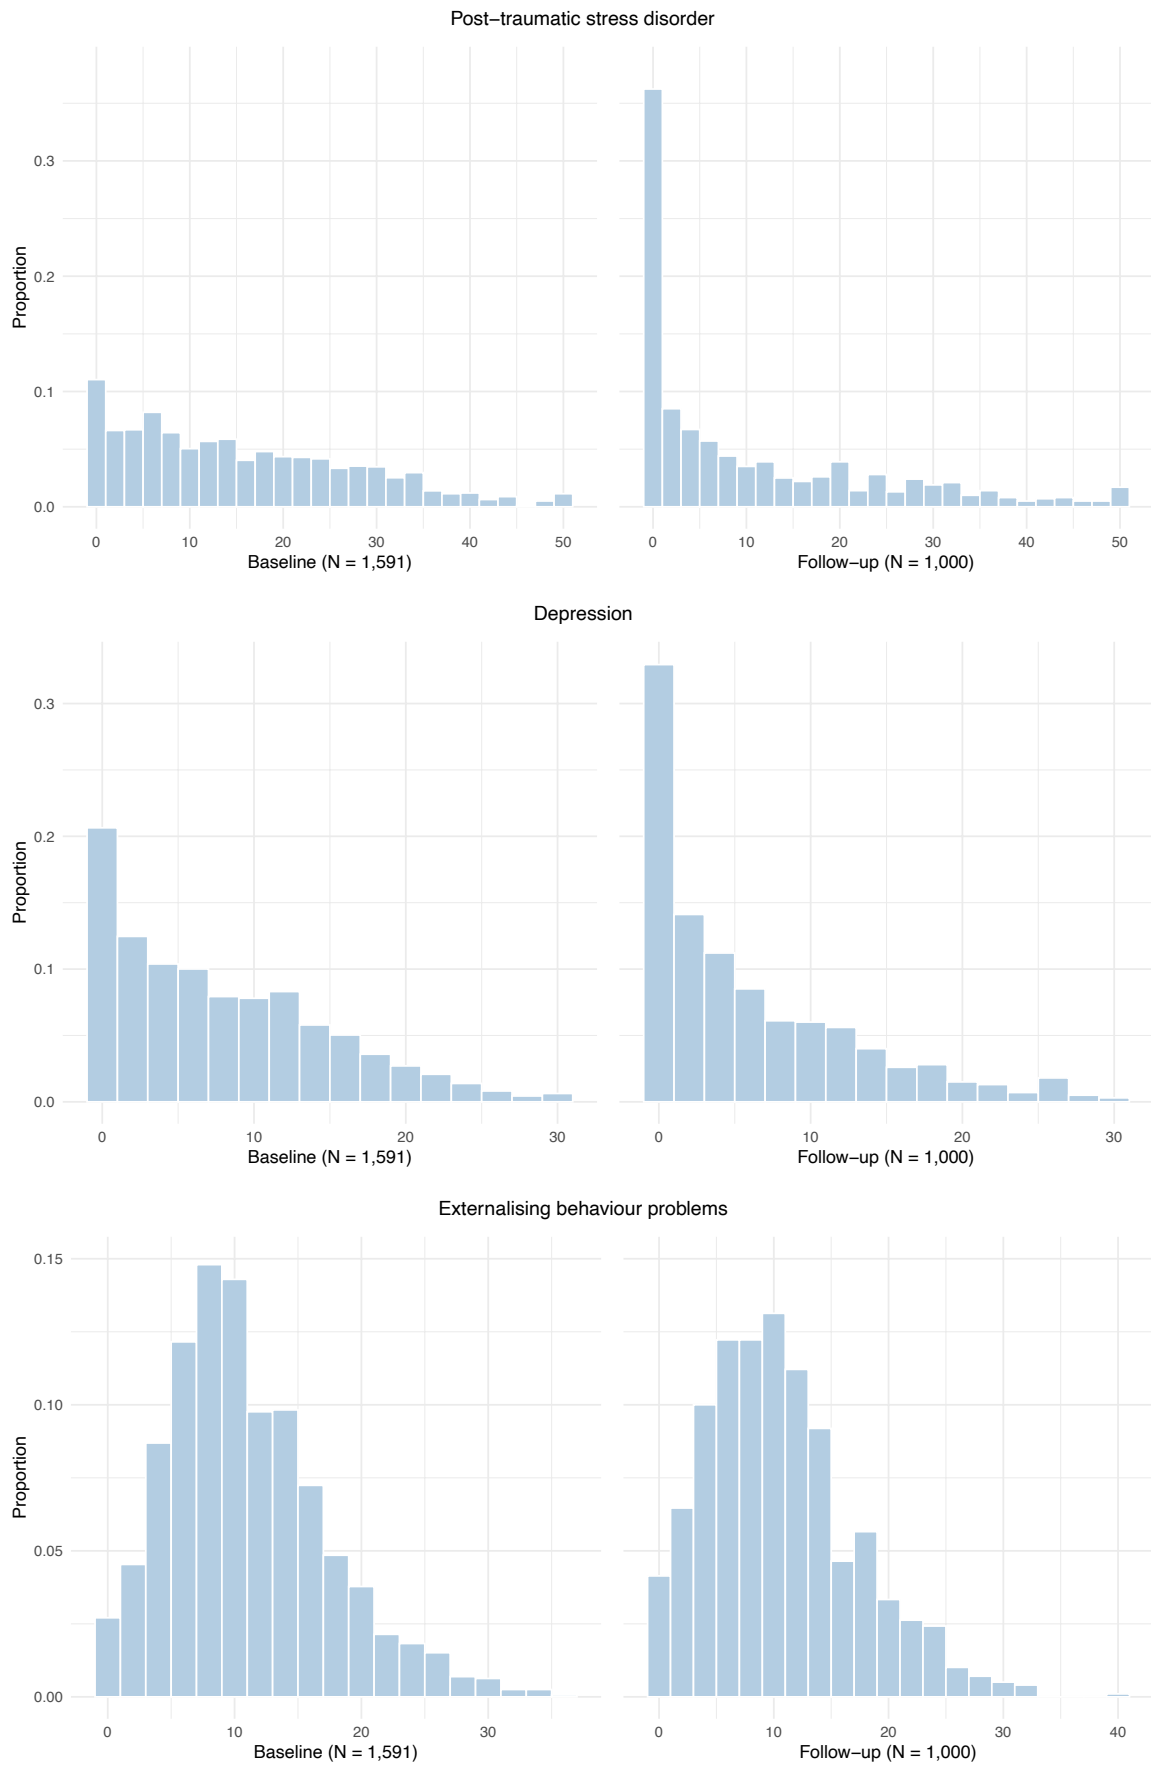 Post−traumatic stress disorder
Proportion
0.3
0.2
0.1
0.0
0 10 20 30 40 50
0 10 20 30 40 50
Baseline (N = 1,591)
Follow−up (N = 1,000)
Depression
Proportion
0.3
0.2
0.1
0.0
0 10 20 30
0 10 20 30
Baseline (N = 1,591)
Follow−up (N = 1,000)
Externalising behaviour problems
Proportion
0.15
0.10
0.05
0.00
0 10 20 30
0 10 20 30 40
Baseline (N = 1,591)
Follow−up (N = 1,000)